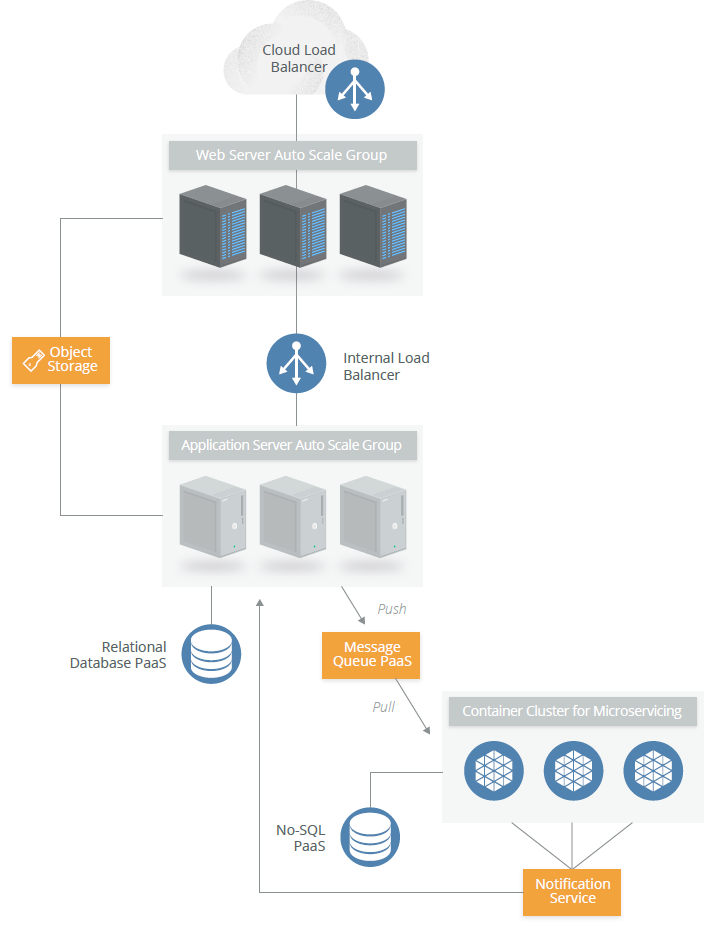 Cloud Load
Balancer
Web Server Auto Scale Group
Object
Storage
Internal Load
Balancer
Application Server Auto Scale Group
Push
Relational
Database PaaS
Message
Queue PaaS
Pull
Container Cluster for Microservicing
No-SQL
PaaS
Notification
Service